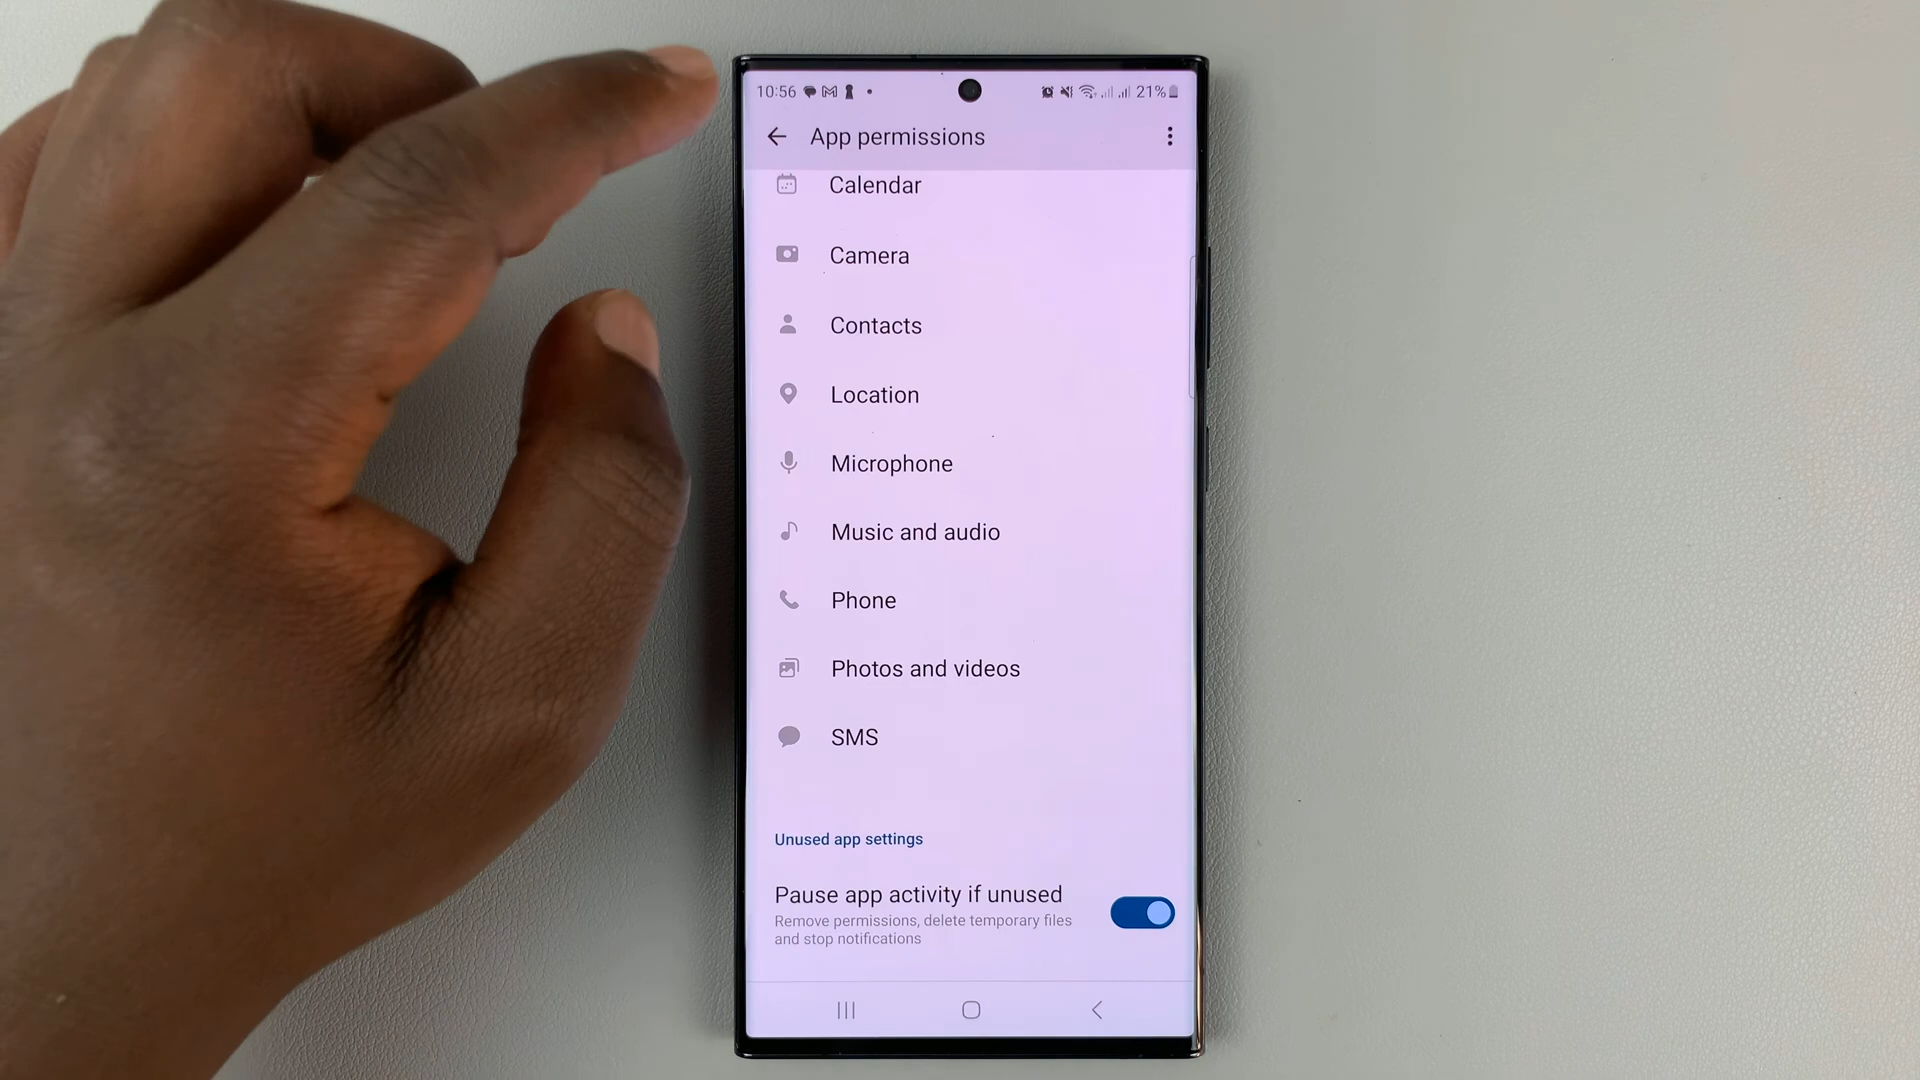 10:56
21%
App permissions
Calendar
Camera
Contacts
Location
Microphone
Music and audio
Phone
Photos and videos
SMS
Unused app settings
Pause app activity if unused
Remove permissions, delete temporary files
and stop notifications